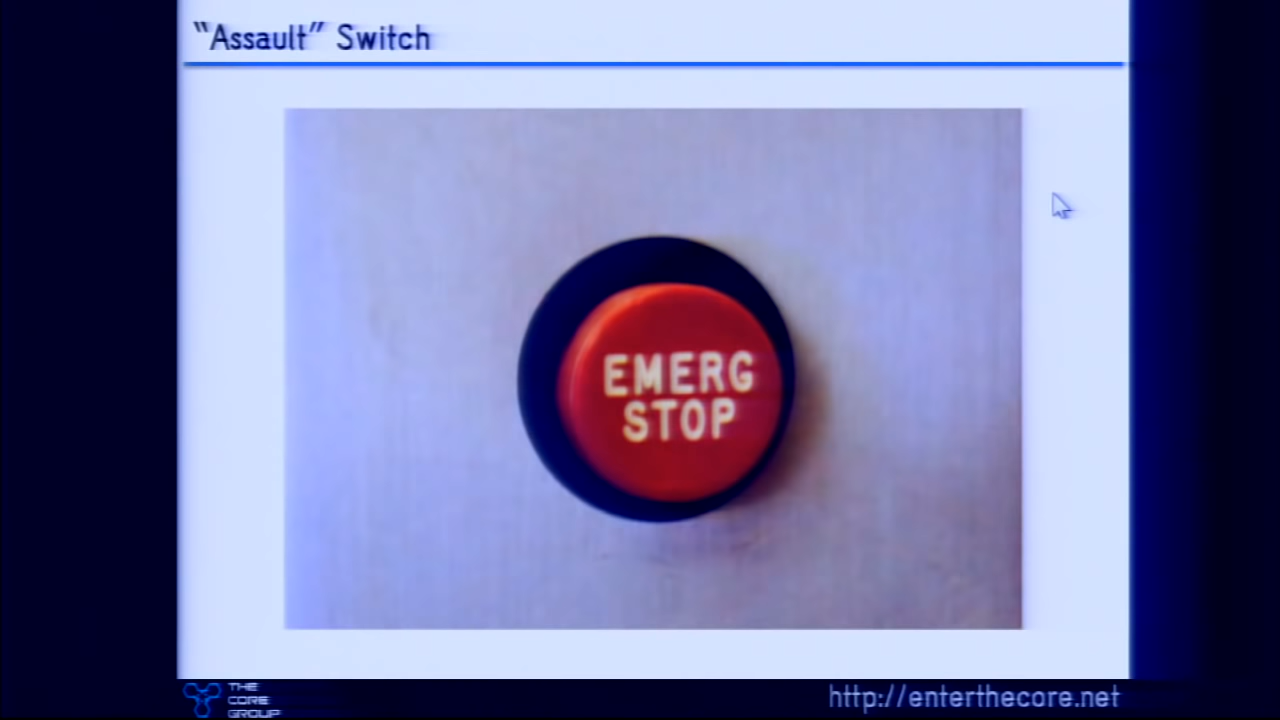 “Assault” Switch
EMERG
STOP
THE
CORE
GROUP
http://enterthecore.net